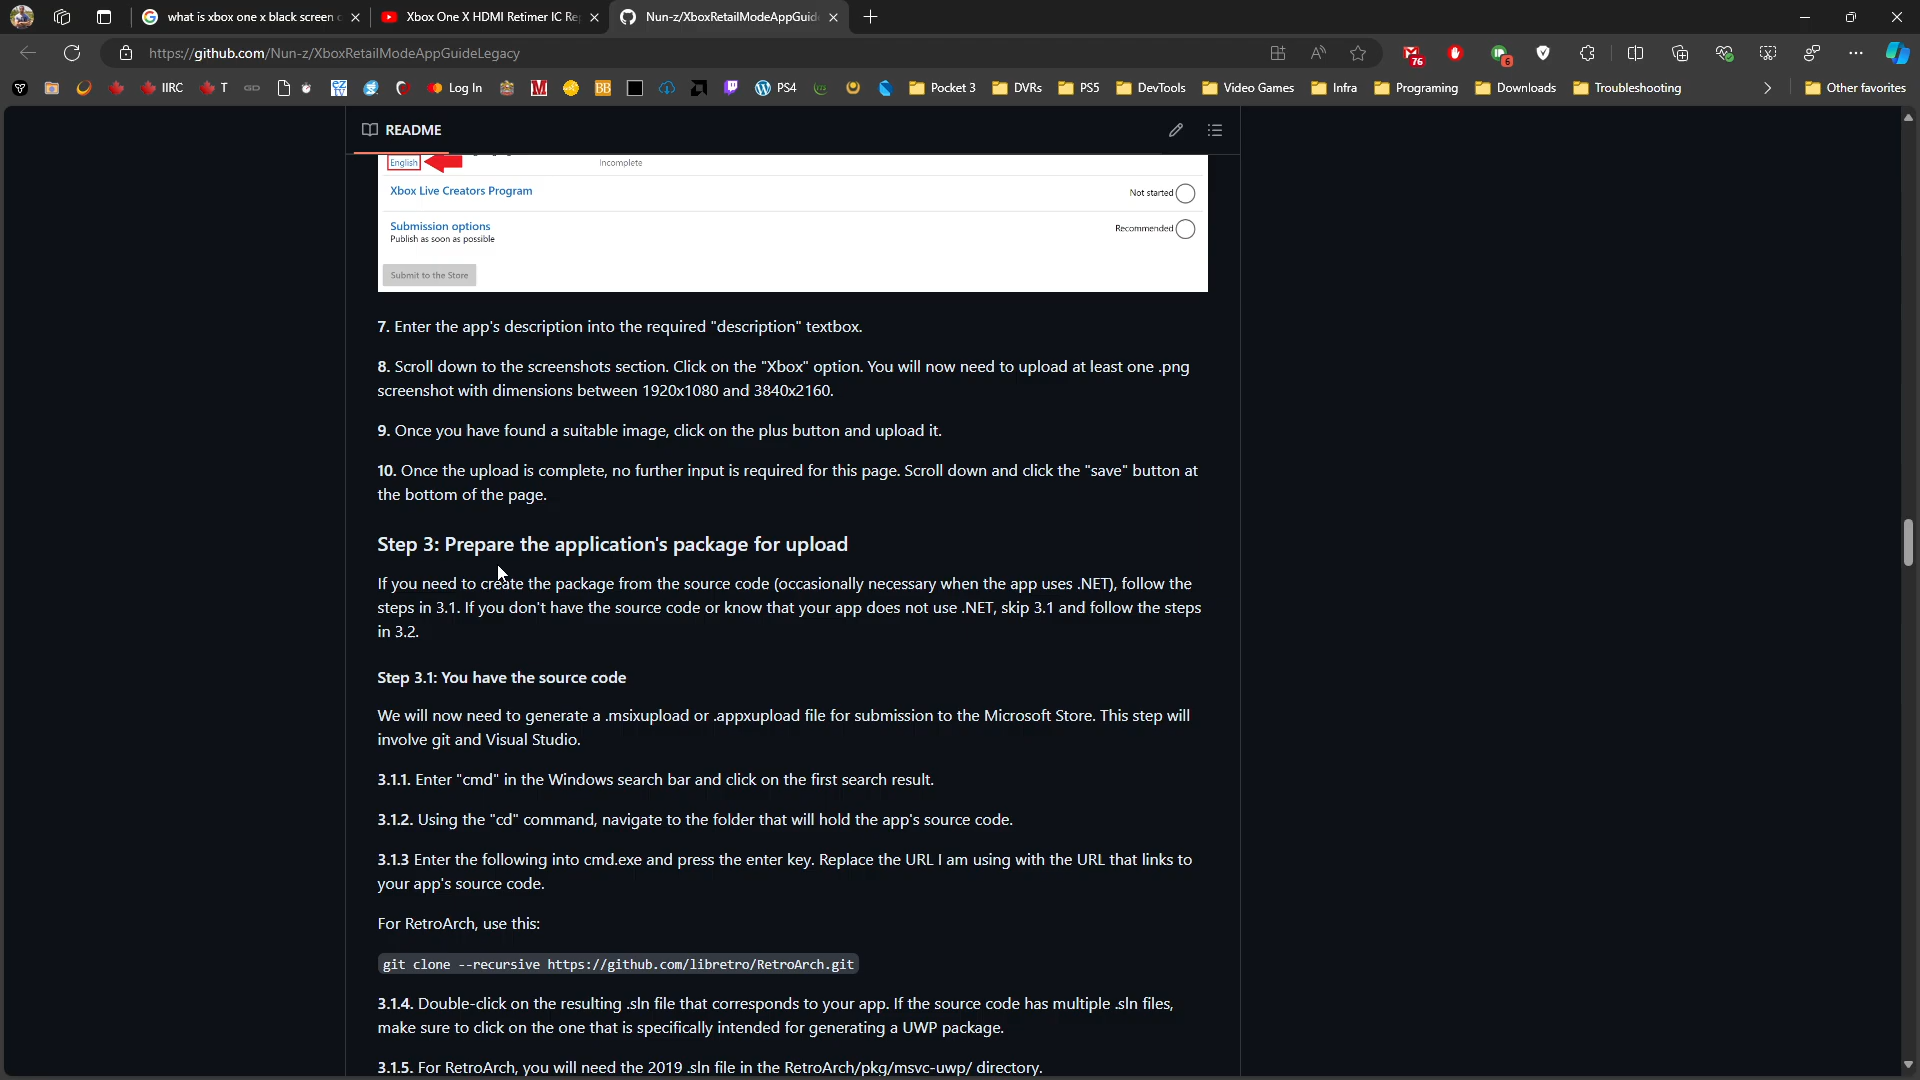 what is xbox one x black screen o
Xbox One X HDMI Retimer IC Re
Nun-z/XboxRetailModeAppGuide
https://github.com/Nun-z/XboxRetailModeAppGuideLegacy
76
6
IIRC
T
GD
Log In
M
BB
PS4
Pocket 3
DVRs
PS5
DevTools
Video Games
Infra
Programing
Downloads
Troubleshooting
Other favorites
README
English
Incomplete
Xbox Live Creators Program
Not started
Submission options
Publish as soon as possible
Recommended
Submit to the Store
7. Enter the app's description into the required "description" textbox.
8. Scroll down to the screenshots section. Click on the "Xbox" option. You will now need to upload at least one .png
screenshot with dimensions between 1920x1080 and 3840x2160.
9. Once you have found a suitable image, click on the plus button and upload it.
10. Once the upload is complete, no further input is required for this page. Scroll down and click the "save" button at
the bottom of the page.
Step 3: Prepare the application's package for upload
If you need to create the package from the source code (occasionally necessary when the app uses .NET), follow the
steps in 3.1. If you don't have the source code or know that your app does not use .NET, skip 3.1 and follow the steps
in 3.2.
Step 3.1: You have the source code
We will now need to generate a .msixupload or .appxupload file for submission to the Microsoft Store. This step will
involve git and Visual Studio.
3.1.1. Enter "cmd" in the Windows search bar and click on the first search result.
3.1.2. Using the "cd" command, navigate to the folder that will hold the app's source code.
3.1.3 Enter the following into cmd.exe and press the enter key. Replace the URL I am using with the URL that links to
your app's source code.
For RetroArch, use this:
git clone --recursive https://github.com/libretro/RetroArch.git
3.1.4. Double-click on the resulting .sln file that corresponds to your app. If the source code has multiple .sln files,
make sure to click on the one that is specifically intended for generating a UWP package.
3.1.5. For RetroArch, you will need the 2019 .sln file in the RetroArch/pkg/msvc-uwp/ directory.